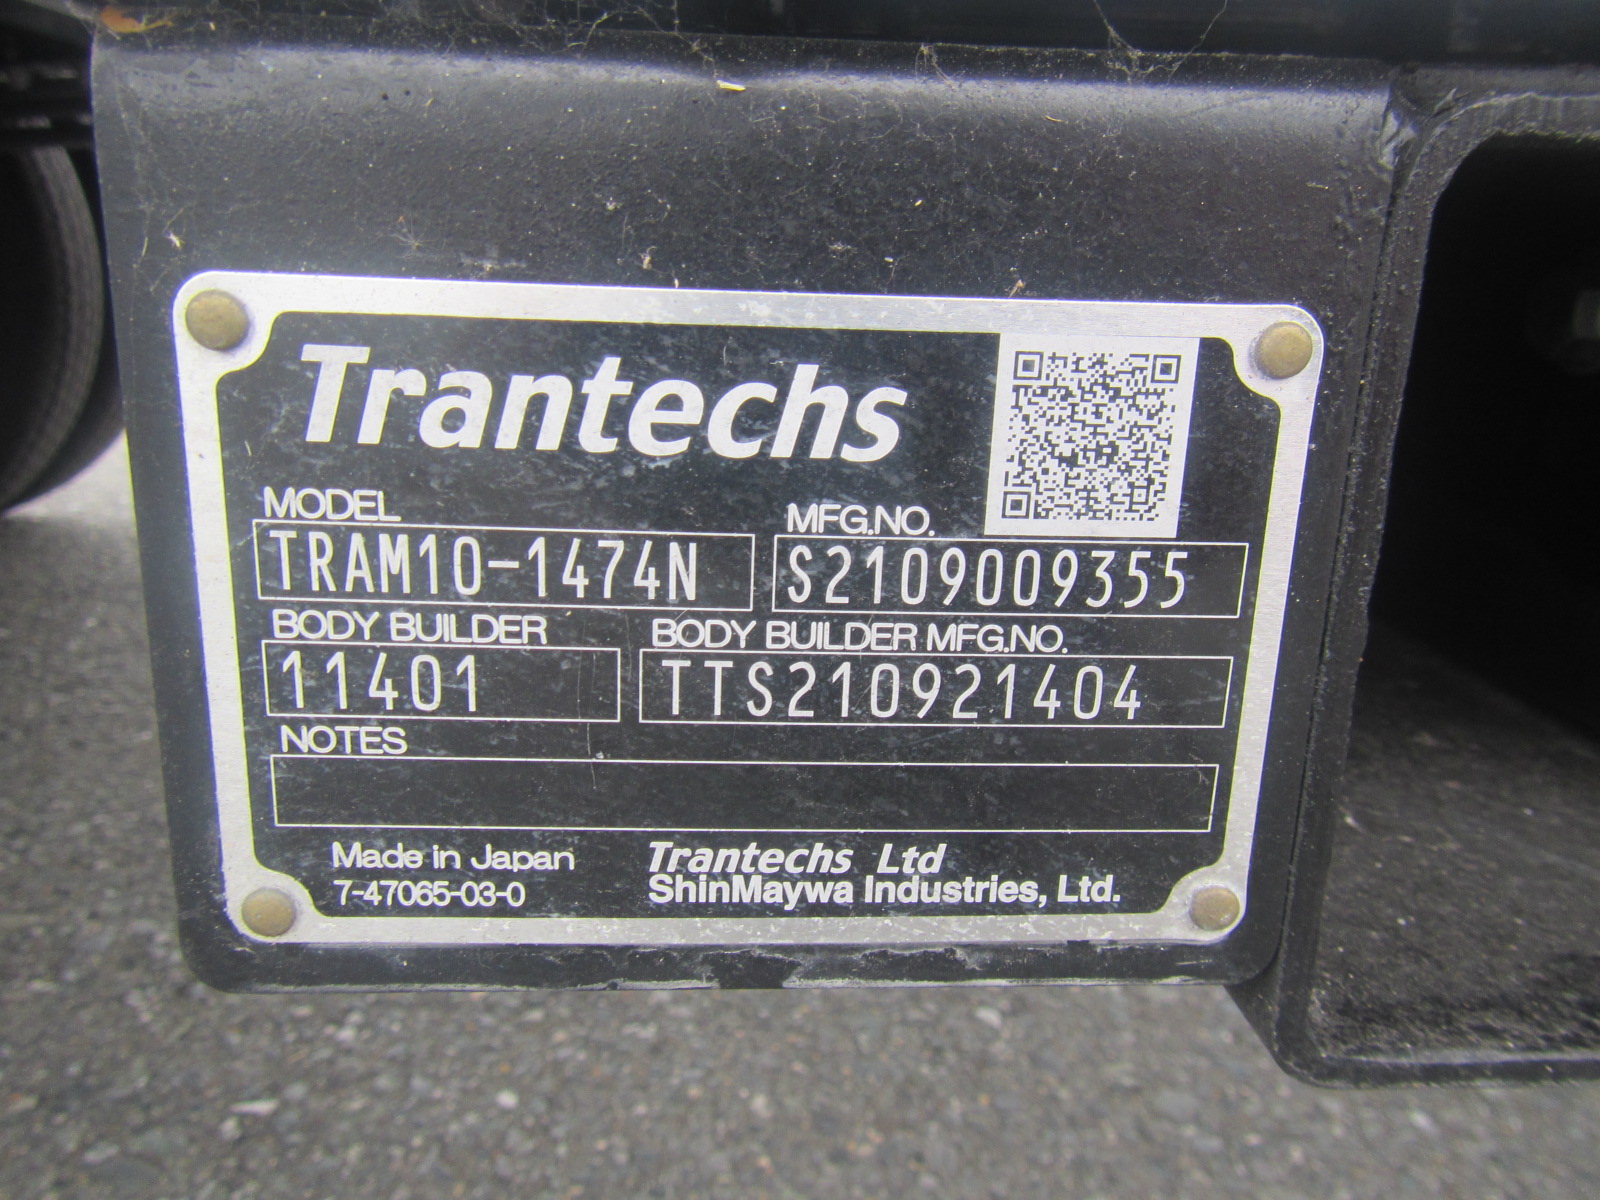 Trantechs
MODEL MFG.NO.
TRAM10-1474N S2109009355
BODY BUILDER BODY BUILDER MFG.NO.
11401 TTS210921404
NOTES
Made in Japan Trantechs Ltd
7-47065-03-0 ShinMaywa Industries, Ltd.